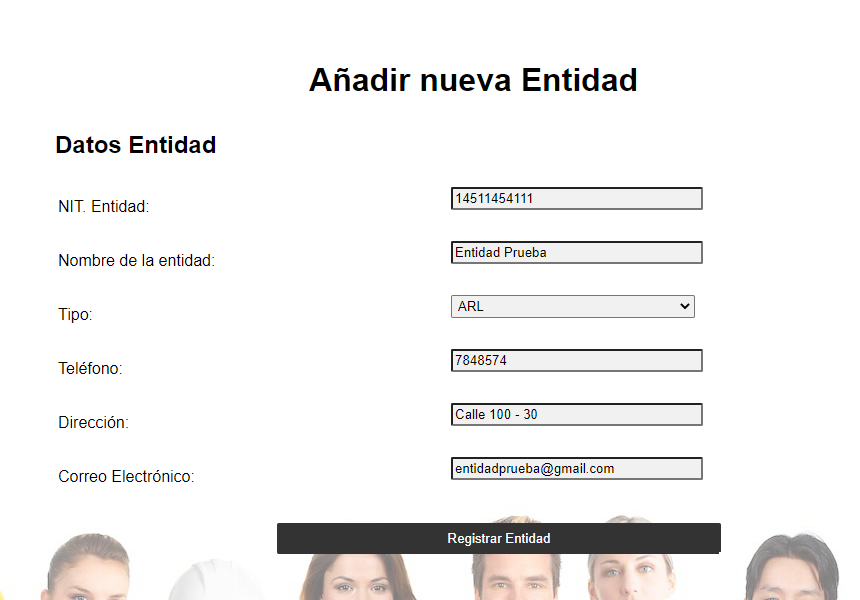 Añadir nueva Entidad
Datos Entidad
NIT. Entidad: 14511454111
Nombre de la entidad: Entidad Prueba
Tipo: ARL
Teléfono: 7848574
Dirección: Calle 100 - 30
Correo Electrónico: entidadprueba@gmail.com
Registrar Entidad